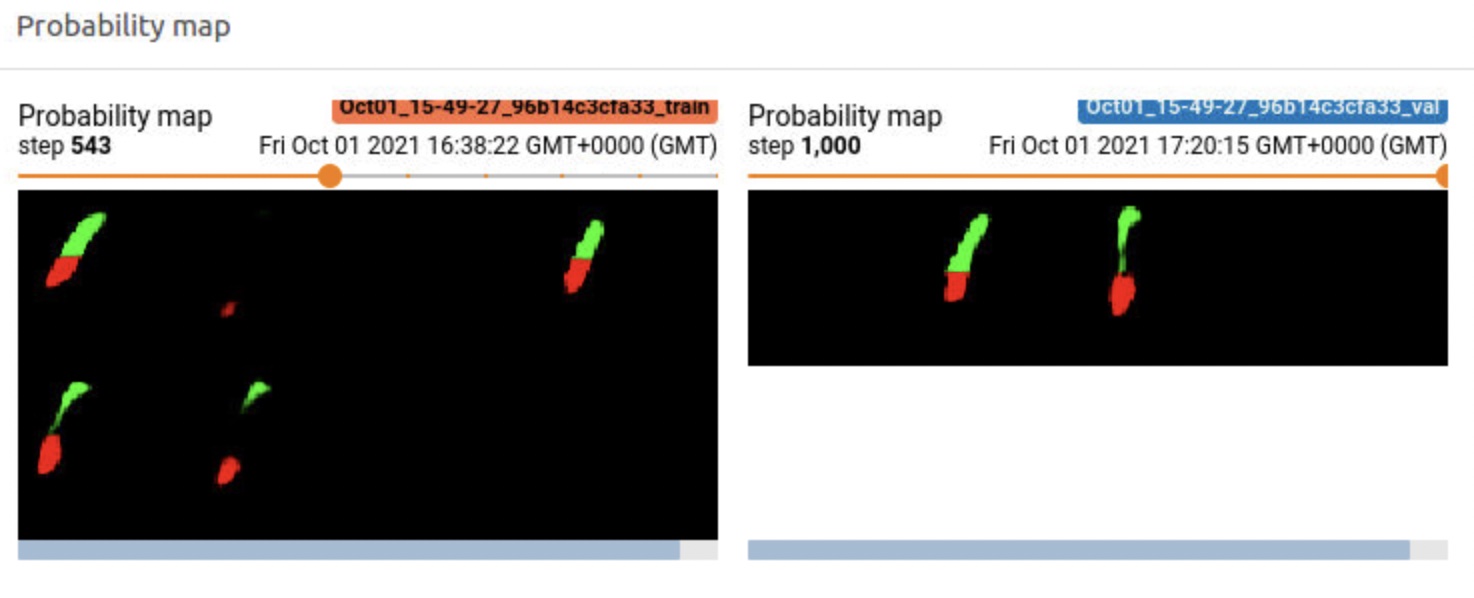 Probability map
Probability map
Oct01_15-49-27_96b14c3cfa33_train
step 543
Fri Oct 01 2021 16:38:22 GMT+0000 (GMT)
Probability map
Oct01_15-49-27_96b14c3cfa33_val
step 1,000
Fri Oct 01 2021 17:20:15 GMT+0000 (GMT)